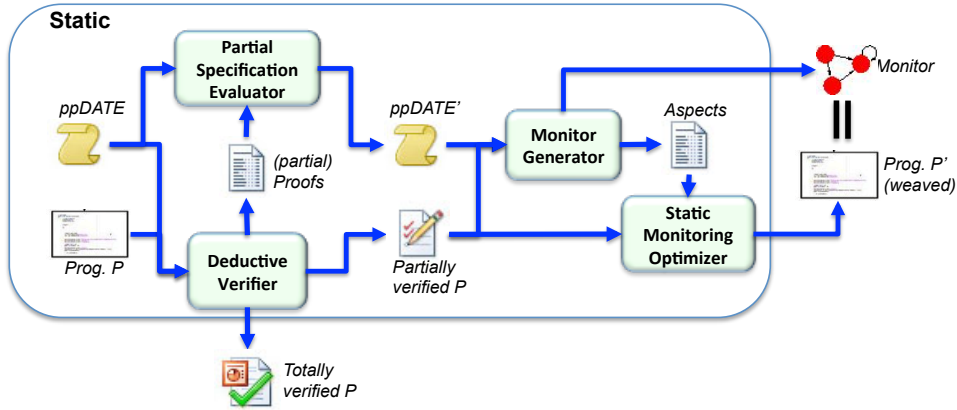 Static
Partial
Specification
Evaluator
ppDATE
ppDATE’
Aspects
Monitor
Monitor
Generator
(partial)
Proofs
Prog. P’
(weaved)
Prog. P
Deductive
Verifier
Partially
verified P
Static
Monitoring
Optimizer
Totally
verified P